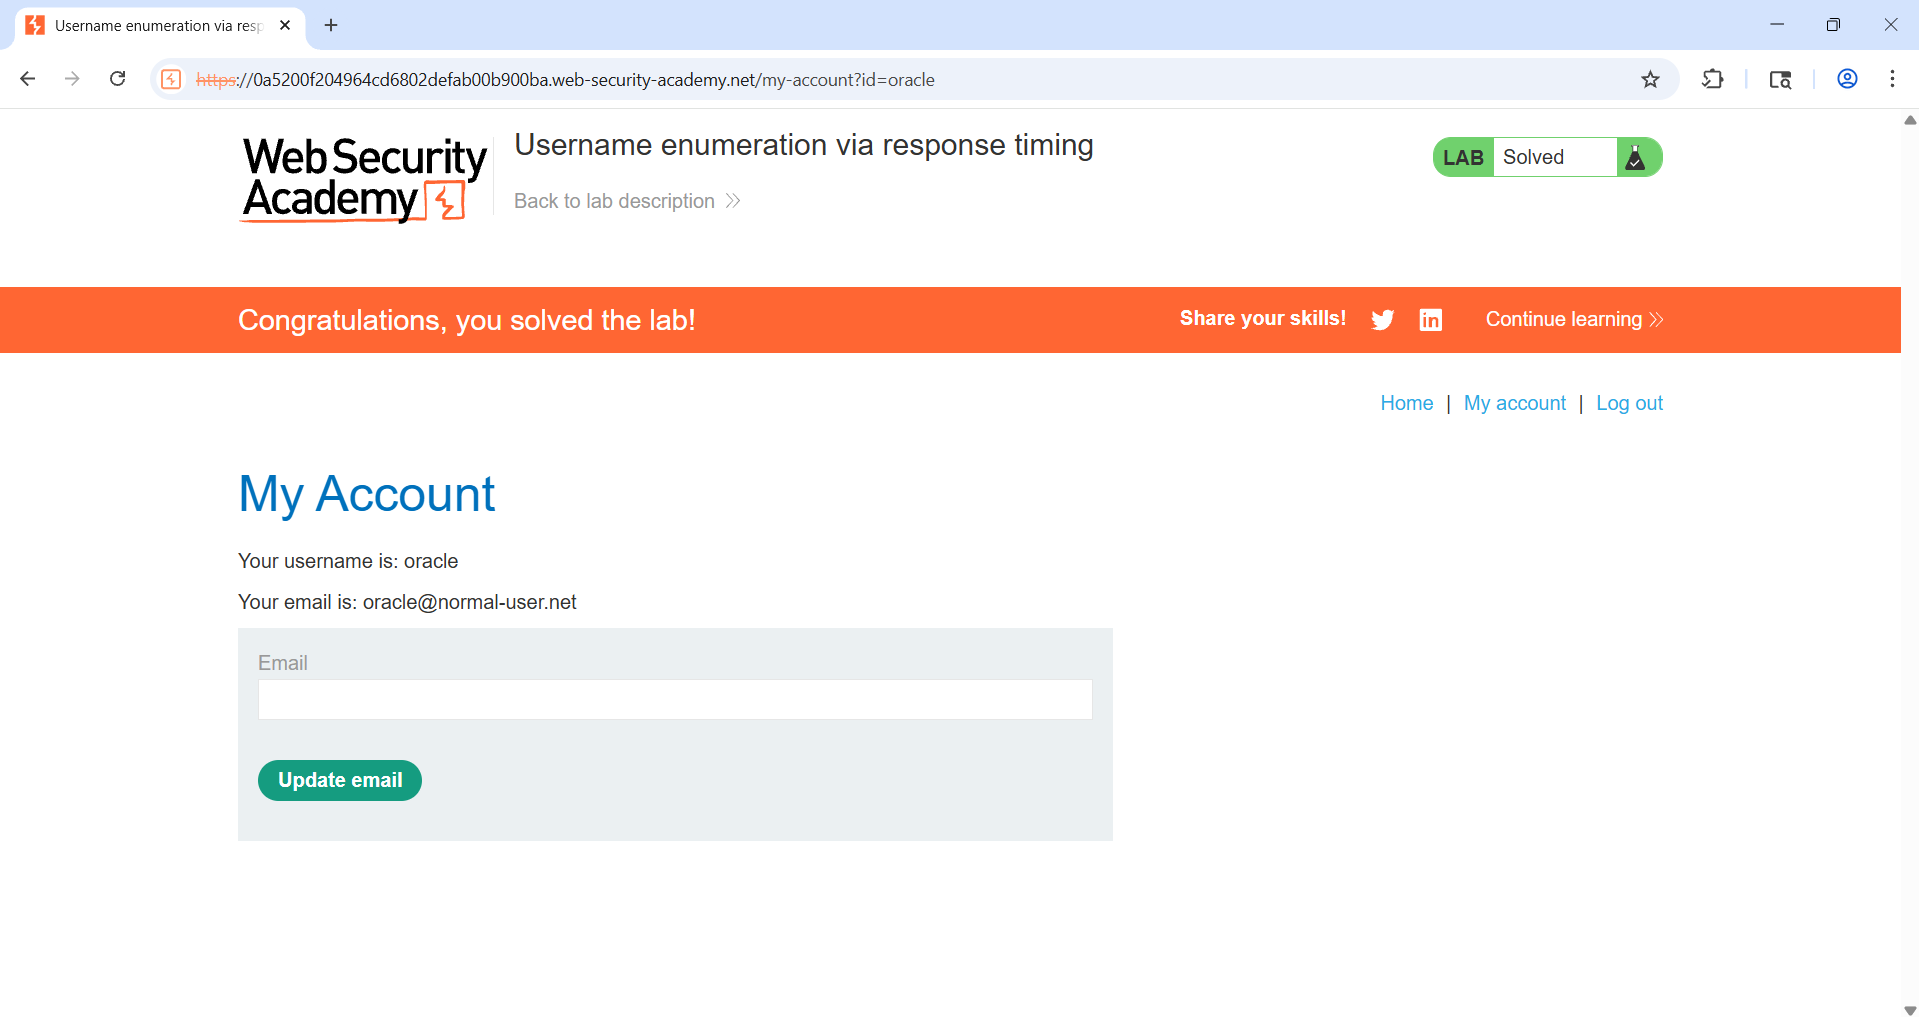 Username enumeration via resp
https://0a5200f204964cd6802defab00b900ba.web-security-academy.net/my-account?id=oracle
Web Security
Academy
Username enumeration via response timing
Back to lab description
LAB Solved
Congratulations, you solved the lab!
Share your skills!
in
Continue learning
Home | My account | Log out
My Account
Your username is: oracle
Your email is: oracle@normal-user.net
Email
Update email